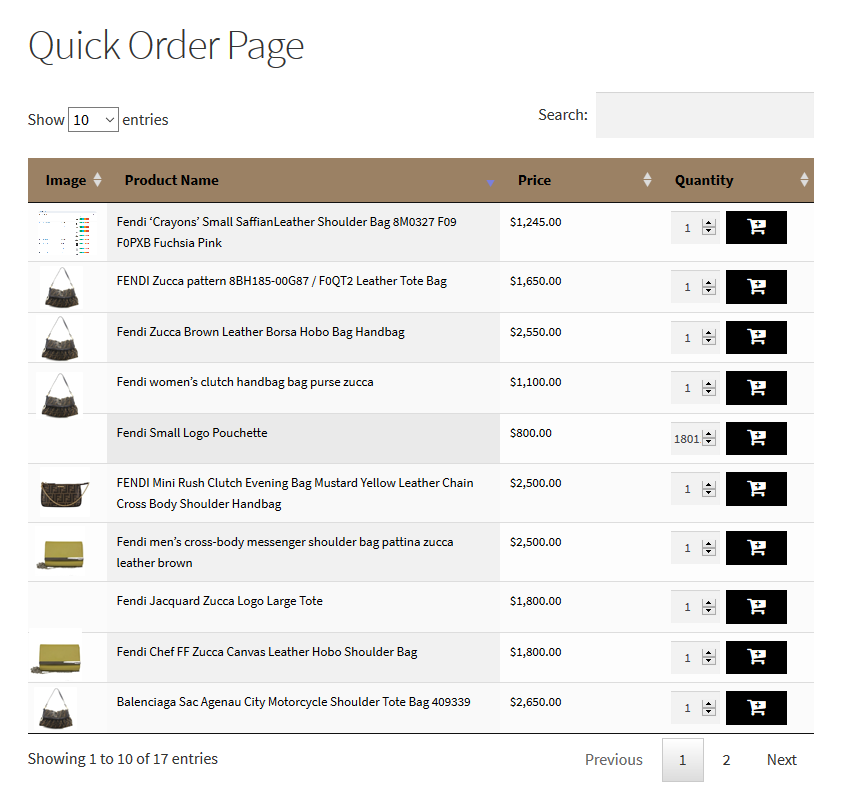 Quick Order Page
Show 10 entries
Search:
Image Product Name Price Quantity
Fendi ‘Crayons’ Small SaffianLeather Shoulder Bag 8M0327 F09 $1,245.00 1
F0PXB Fuchsia Pink
FENDI Zucca pattern 8BH185-00G87 / F0QT2 Leather Tote Bag $1,650.00 1
Fendi Zucca Brown Leather Borsa Hobo Bag Handbag $2,550.00 1
Fendi women’s clutch handbag bag purse zucca $1,100.00 1
Fendi Small Logo Pouchette $800.00 1801
FENDI Mini Rush Clutch Evening Bag Mustard Yellow Leather Chain $2,500.00 1
Cross Body Shoulder Handbag
Fendi men’s cross-body messenger shoulder bag pattina zucca $2,500.00 1
leather brown
Fendi Jacquard Zucca Logo Large Tote $1,800.00 1
Fendi Chef FF Zucca Canvas Leather Hobo Shoulder Bag $1,800.00 1
Balenciaga Sac Agenau City Motorcycle Shoulder Tote Bag 409339 $2,650.00 1
Showing 1 to 10 of 17 entries
Previous 1 2 Next